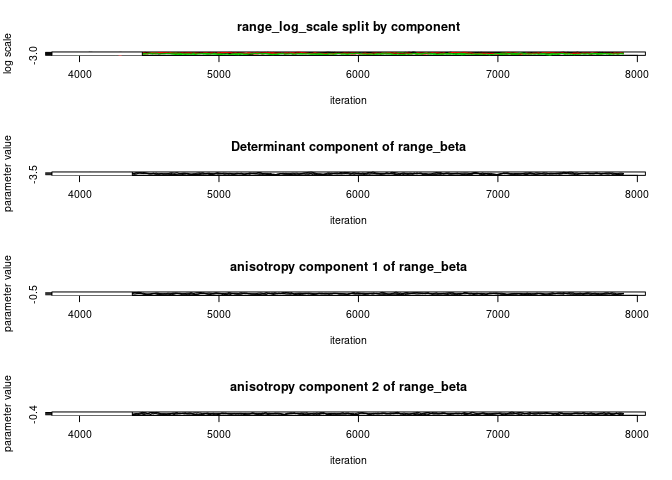 range_log_scale split by component
log scale
-3.0
4000 5000 6000 7000 8000
iteration
Determinant component of range_beta
parameter value
-3.5
4000 5000 6000 7000 8000
iteration
anisotropy component 1 of range_beta
parameter value
-0.5
4000 5000 6000 7000 8000
iteration
anisotropy component 2 of range_beta
parameter value
-0.4
4000 5000 6000 7000 8000
iteration